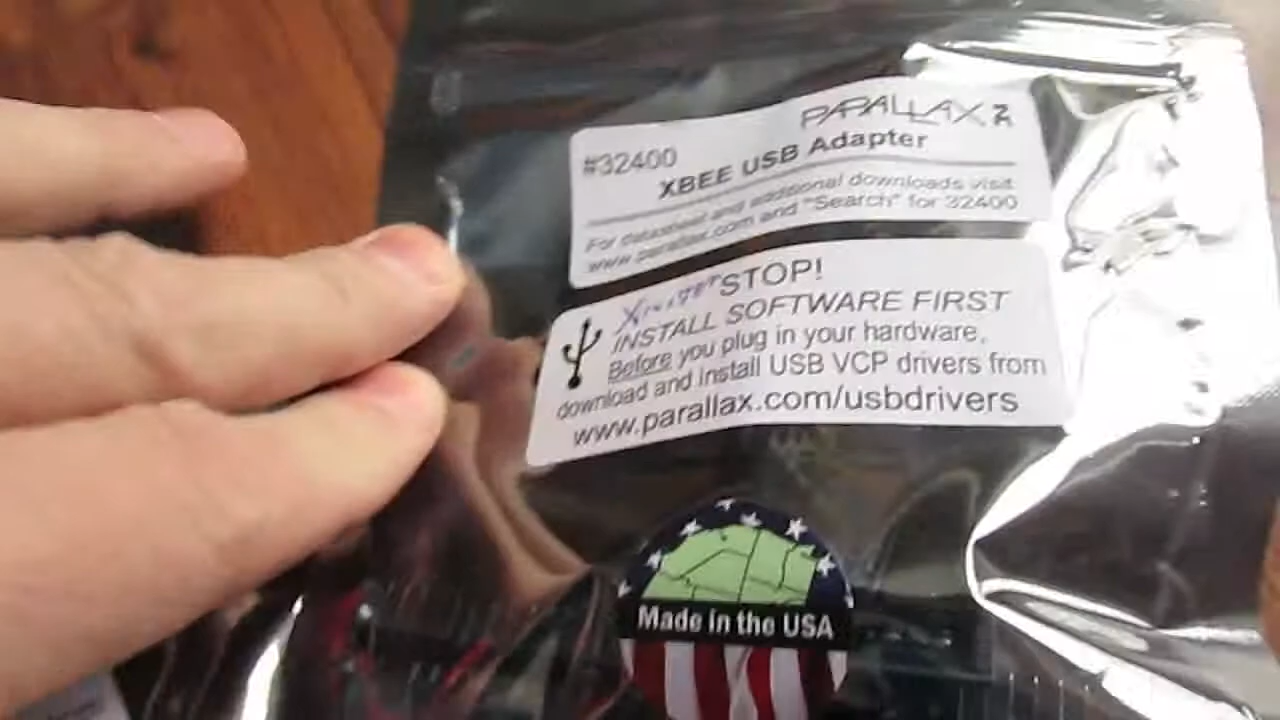 PARALLAX
#32400
XBEE USB Adapter
For datasheet and additional downloads visit
www.parallax.com and "Search" for 32400
STOP!
INSTALL SOFTWARE FIRST
Before you plug in your hardware,
download and install USB VCP drivers from
www.parallax.com/usbdrivers
Made in the USA